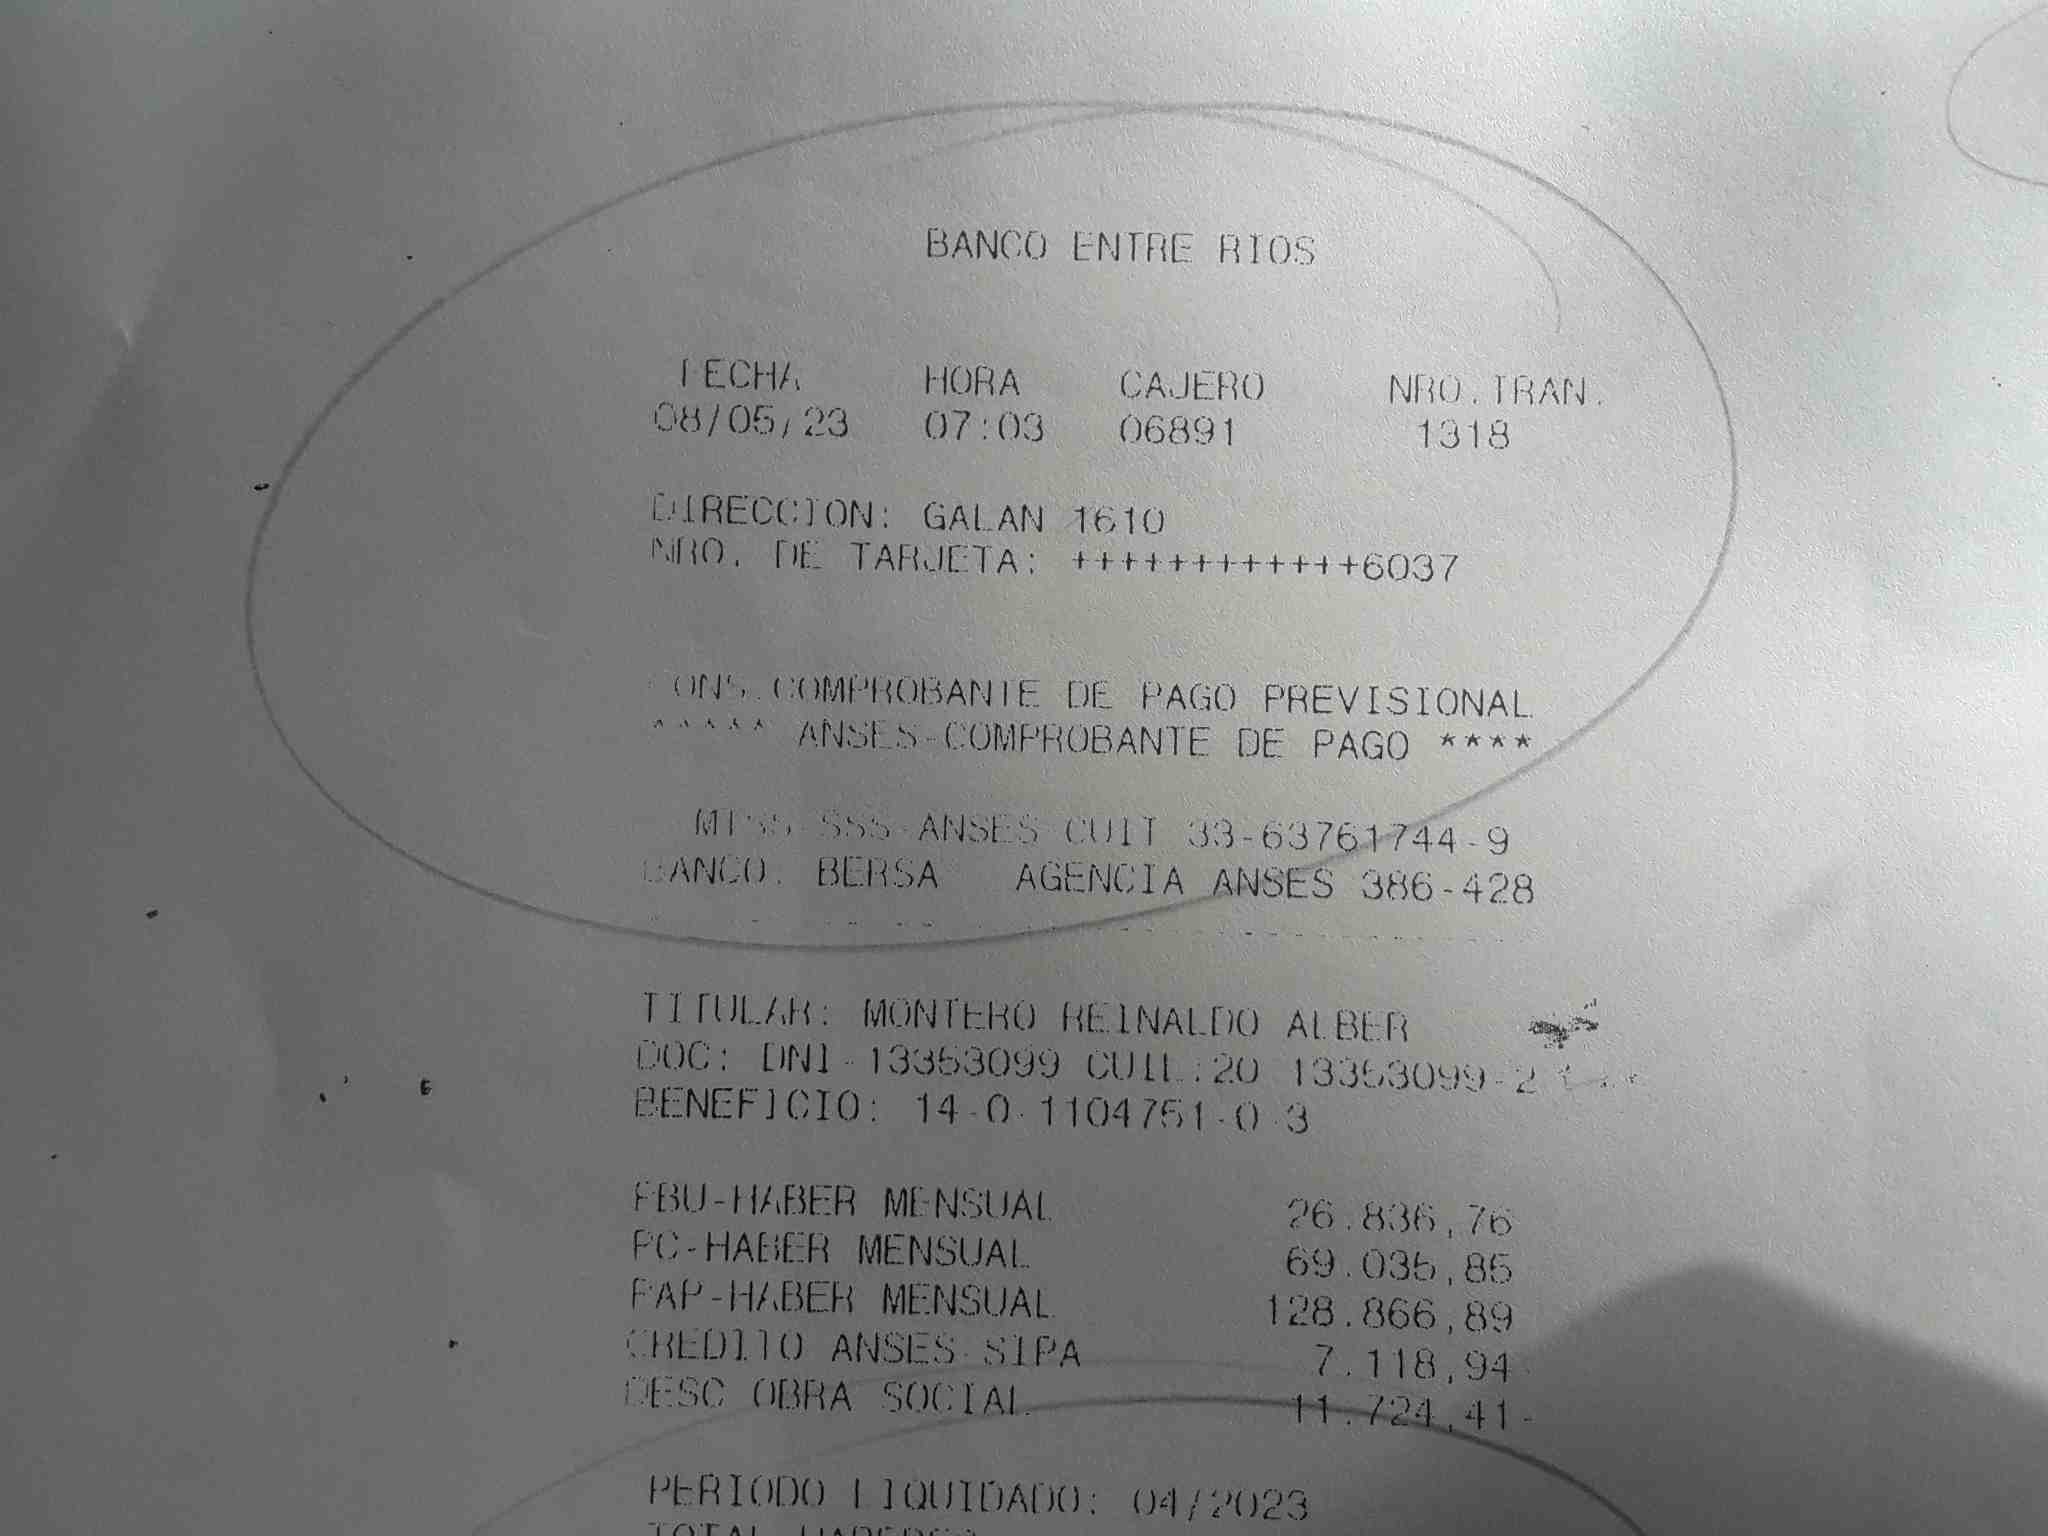 BANCO ENTRE RIOS
FECHA HORA CAJERO NRO.TRAN.
08/05/23 07:03 06891 1318
DIRECCION: GALAN 1610
NRO. DE TARJETA: ++++++++++++6037
CONS.COMPROBANTE DE PAGO PREVISIONAL
***** ANSES-COMPROBANTE DE PAGO ****
MTSS-SSS-ANSES CUIT 33-63761744-9
BANCO: BERSA AGENCIA ANSES 386-428
TITULAR: MONTERO REINALDO ALBER
DOC: DNI-13353099 CUIL:20-13353099-2
BENEFICIO: 14-0-1104751-0-3
PBU-HABER MENSUAL 26.836,76
PC-HABER MENSUAL 69.035,85
PAP-HABER MENSUAL 128.866,89
CREDITO ANSES-SIPA 7.118,94-
DESC OBRA SOCIAL 11.724,41-
PERIODO LIQUIDADO: 04/2023
TOTAL